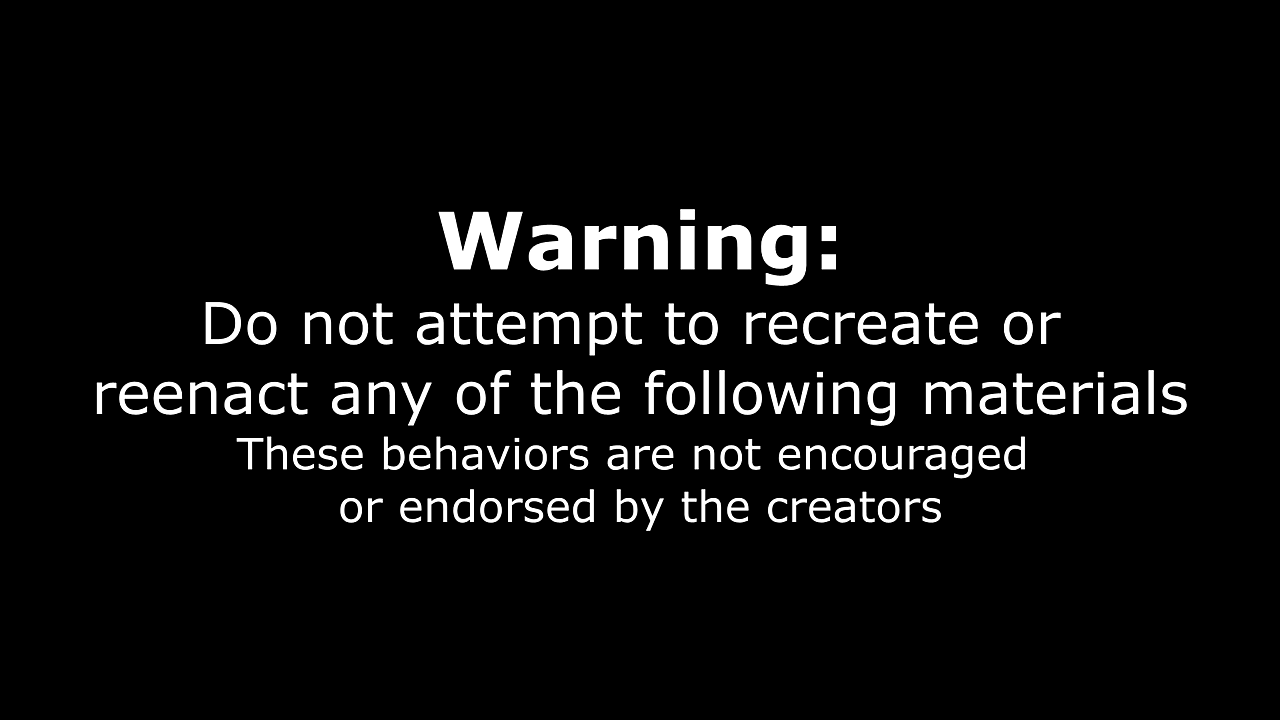 Warning:
Do not attempt to recreate or
reenact any of the following materials
These behaviors are not encouraged
or endorsed by the creators